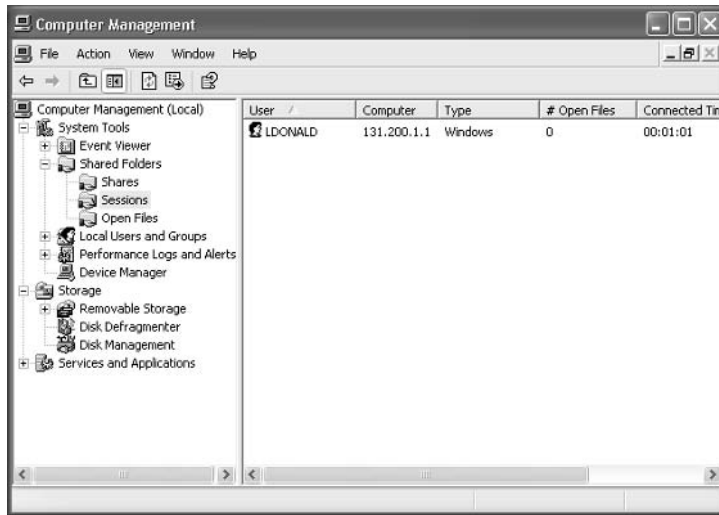 Computer Management
File Action View Window Help
Computer Management (Local)
System Tools
Event Viewer
Shared Folders
Shares
Sessions
Open Files
Local Users and Groups
Performance Logs and Alerts
Device Manager
Storage
Removable Storage
Disk Defragmenter
Disk Management
Services and Applications
User Computer Type # Open Files Connected Tim
LDONALD 131.200.1.1 Windows 0 00:01:01